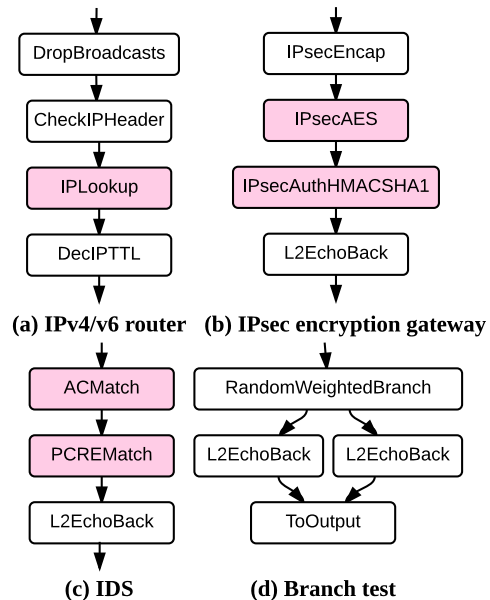 DropBroadcasts
CheckIPHeader
IPLookup
DecIPTTL
(a) IPv4/v6 router
IPsecEncap
IPsecAES
IPsecAuthHMACSHA1
L2EchoBack
(b) IPsec encryption gateway
ACMatch
PCREMatch
L2EchoBack
(c) IDS
RandomWeightedBranch
L2EchoBack
L2EchoBack
ToOutput
(d) Branch test